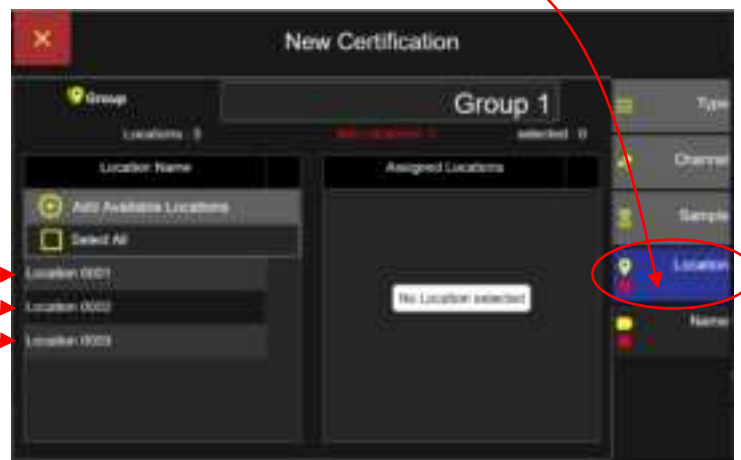 New Certification
Group
Group 1
Type
Locations 3
selected 0
Location Name
Assigned Locations
Channel
Add Available Locations
Select All
Sample
Location 0001
Location
Location 0002
No Location selected
Location 0003
Name